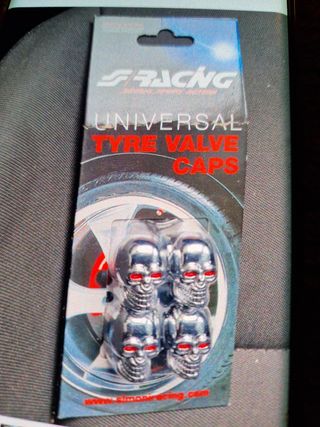 S RACING
UNIVERSAL
TYRE VALVE
CAPS
www.simoniracing.com